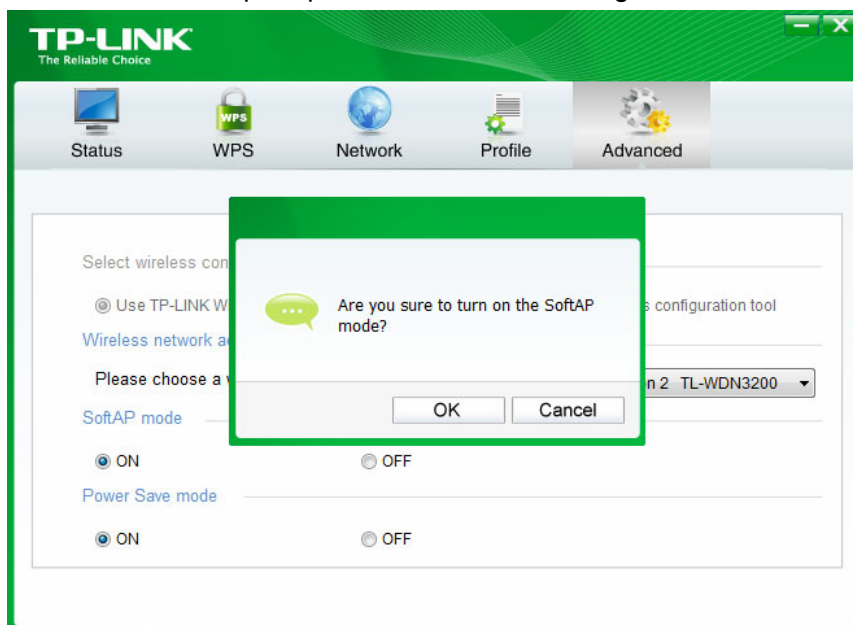 TP-LINK
The Reliable Choice
WPS
Status WPS Network Profile Advanced
Select wireless con
Use TP-LINK W
s configuration tool
Wireless network a
Please choose a
n 2 TL-WDN3200
Are you sure to turn on the SoftAP
mode?
OK Cancel
SoftAP mode
ON OFF
Power Save mode
ON OFF